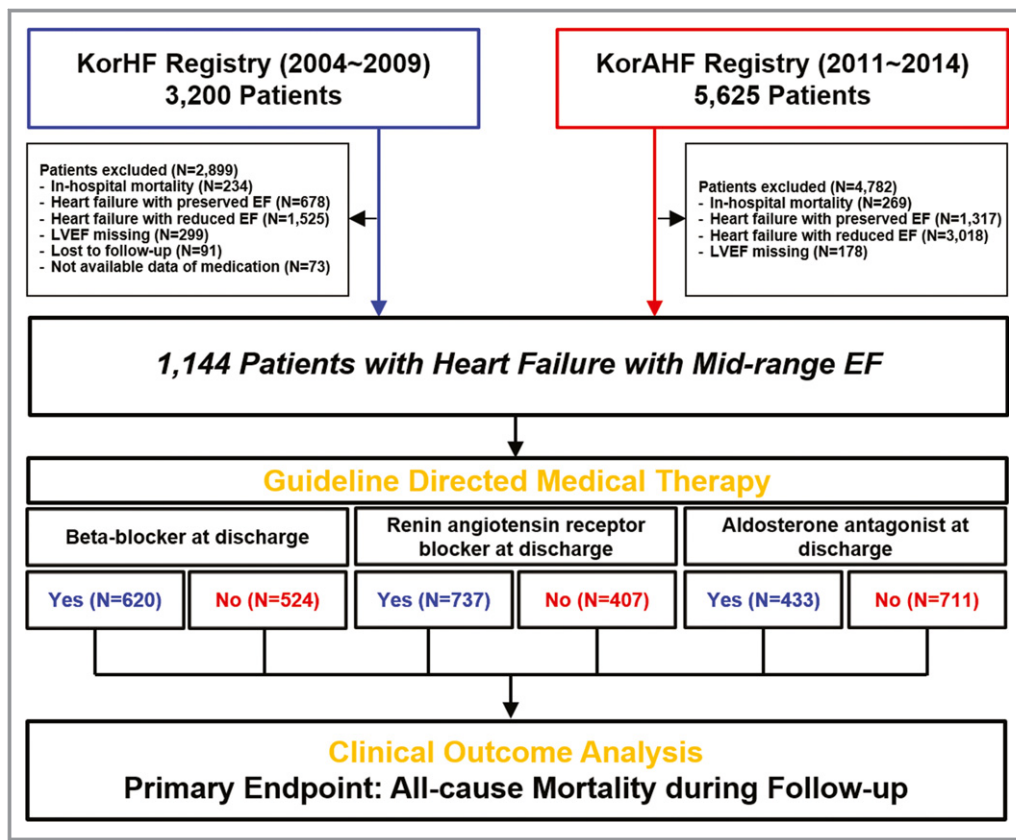 KorHF Registry (2004~2009)
3,200 Patients
KorAHF Registry (2011~2014)
5,625 Patients
Patients excluded (N=2,899)
- In-hospital mortality (N=234)
- Heart failure with preserved EF (N=678)
- Heart failure with reduced EF (N=1,525)
- LVEF missing (N=299)
- Lost to follow-up (N=91)
- Not available data of medication (N=73)
Patients excluded (N=4,782)
- In-hospital mortality (N=269)
- Heart failure with preserved EF (N=1,317)
- Heart failure with reduced EF (N=3,018)
- LVEF missing (N=178)
1,144 Patients with Heart Failure with Mid-range EF
Guideline Directed Medical Therapy
Beta-blocker at discharge
Renin angiotensin receptor
blocker at discharge
Aldosterone antagonist at
discharge
Yes (N=620)
No (N=524)
Yes (N=737)
No (N=407)
Yes (N=433)
No (N=711)
Clinical Outcome Analysis
Primary Endpoint: All-cause Mortality during Follow-up